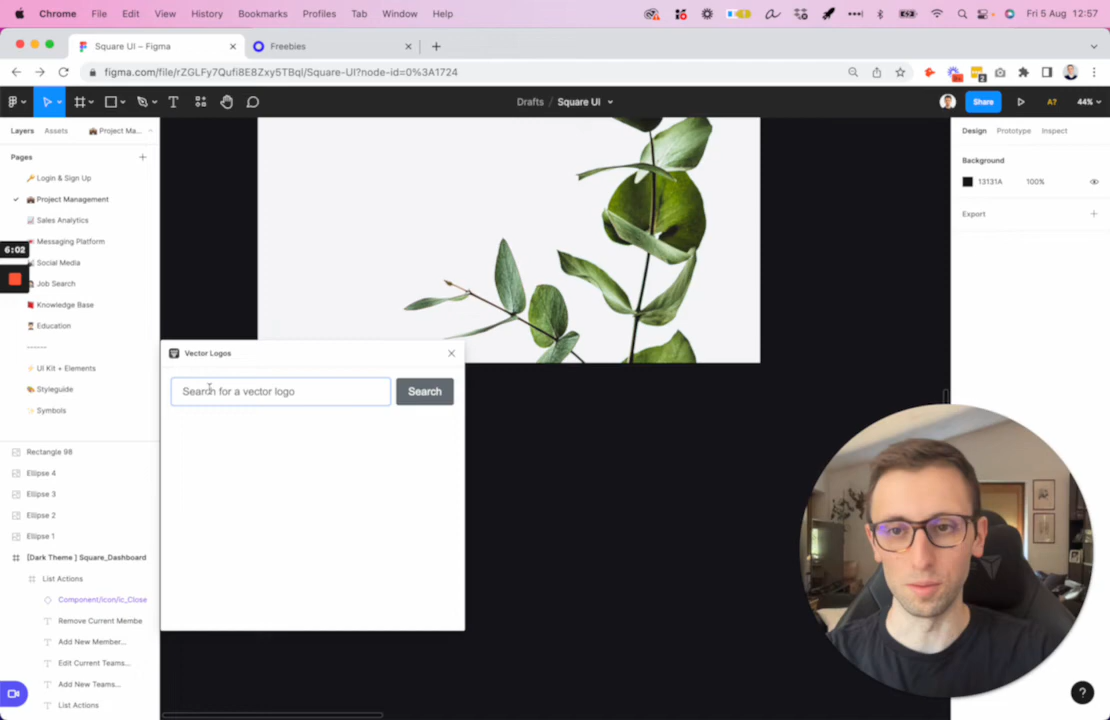 Chrome File Edit View History Bookmarks Profiles Tab Window Help
Fri 5 Aug 12:57
Square UI – Figma
Freebies
figma.com/file/rZGLFy7Qufi8E8Zxy5TBql/Square-UI?node-id=0%3A1724
Drafts / Square UI
Share
A?
44%
Layers Assets Project Ma...
Design Prototype Inspect
Pages
Background
Login & Sign Up
13131A 100%
Project Management
Export
Sales Analytics
Messaging Platform
6:02
Social Media
Job Search
Knowledge Base
Education
------
Vector Logos
UI Kit + Elements
Styleguide
Search for a vector logo
Search
Symbols
Rectangle 98
Ellipse 4
Ellipse 3
Ellipse 2
Ellipse 1
[Dark Theme ] Square_Dashboard
List Actions
Component/icon/ic_Close
Remove Current Membe
Add New Member...
Edit Current Teams...
Add New Teams...
List Actions
?